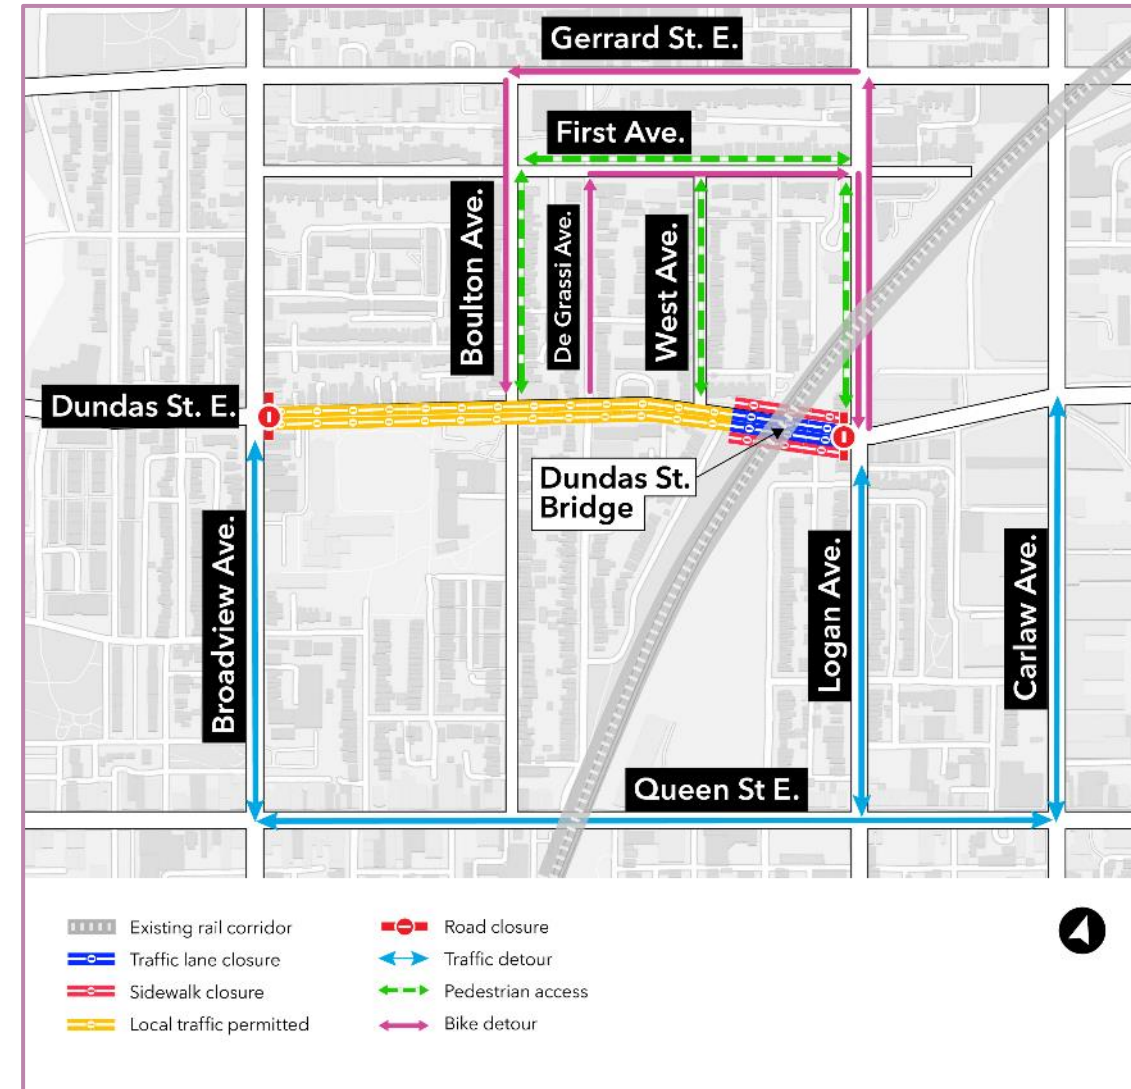 Gerrard St. E.
First Ave.
Boulton Ave.
De Grassi Ave.
West Ave.
Dundas St. E.
Dundas St.
Bridge
Broadview Ave.
Logan Ave.
Carlaw Ave.
Queen St E.
Existing rail corridor
Traffic lane closure
Sidewalk closure
Local traffic permitted
Road closure
Traffic detour
Pedestrian access
Bike detour